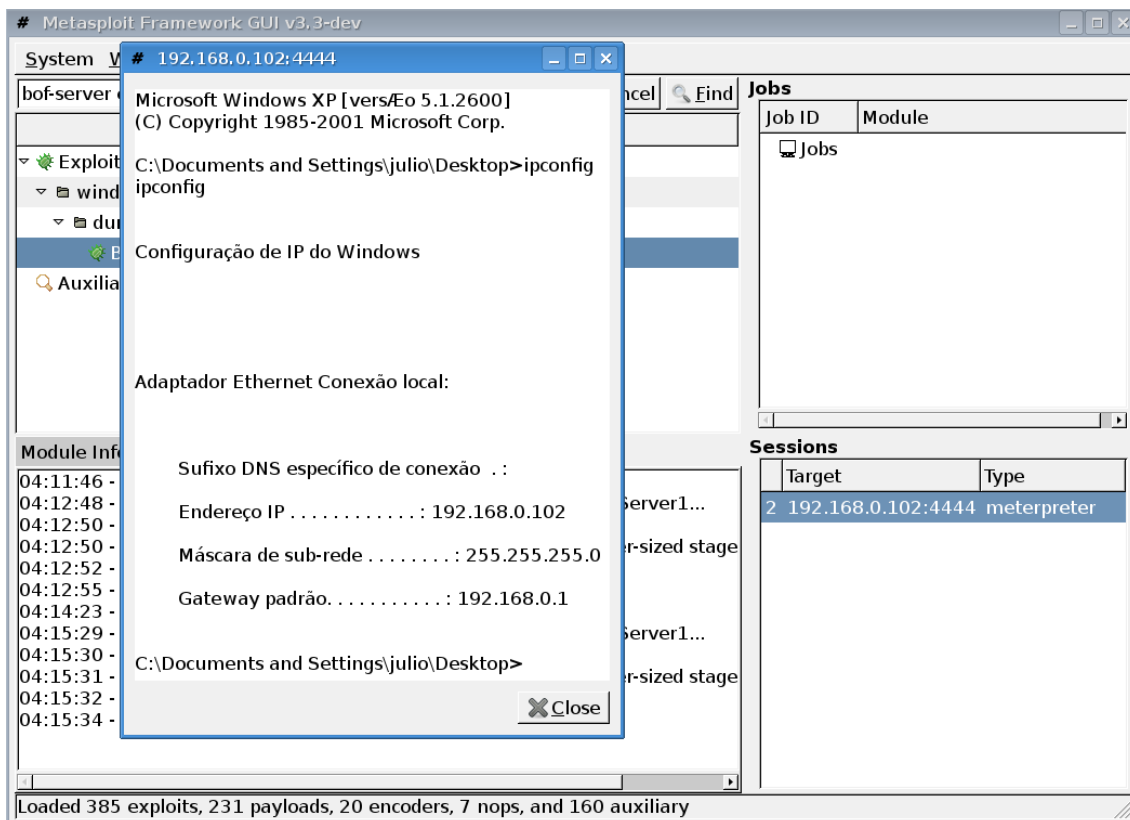 # Metasploit Framework GUI v3.3-dev
System
# 192.168.0.102:4444
bof-server
Find
Microsoft Windows XP [versÆo 5.1.2600]
(C) Copyright 1985-2001 Microsoft Corp.
C:\Documents and Settings\julio\Desktop>ipconfig
ipconfig
Configuração de IP do Windows
Adaptador Ethernet Conexão local:
Sufixo DNS específico de conexão . :
Endereço IP . . . . . . . . . . . . : 192.168.0.102
Máscara de sub-rede . . . . . . . . : 255.255.255.0
Gateway padrão. . . . . . . . . . . : 192.168.0.1
C:\Documents and Settings\julio\Desktop>
Close
Exploit
wind
Auxilia
Jobs
Job ID Module
Jobs
Module Inf
04:11:46 -
04:12:48 - Server1...
04:12:50 -
04:12:50 - r-sized stage
04:12:52 -
04:12:55 -
04:14:23 -
04:15:29 - Server1...
04:15:30 -
04:15:31 - r-sized stage
04:15:32 -
04:15:34 -
Sessions
Target Type
2 192.168.0.102:4444 meterpreter
Loaded 385 exploits, 231 payloads, 20 encoders, 7 nops, and 160 auxiliary